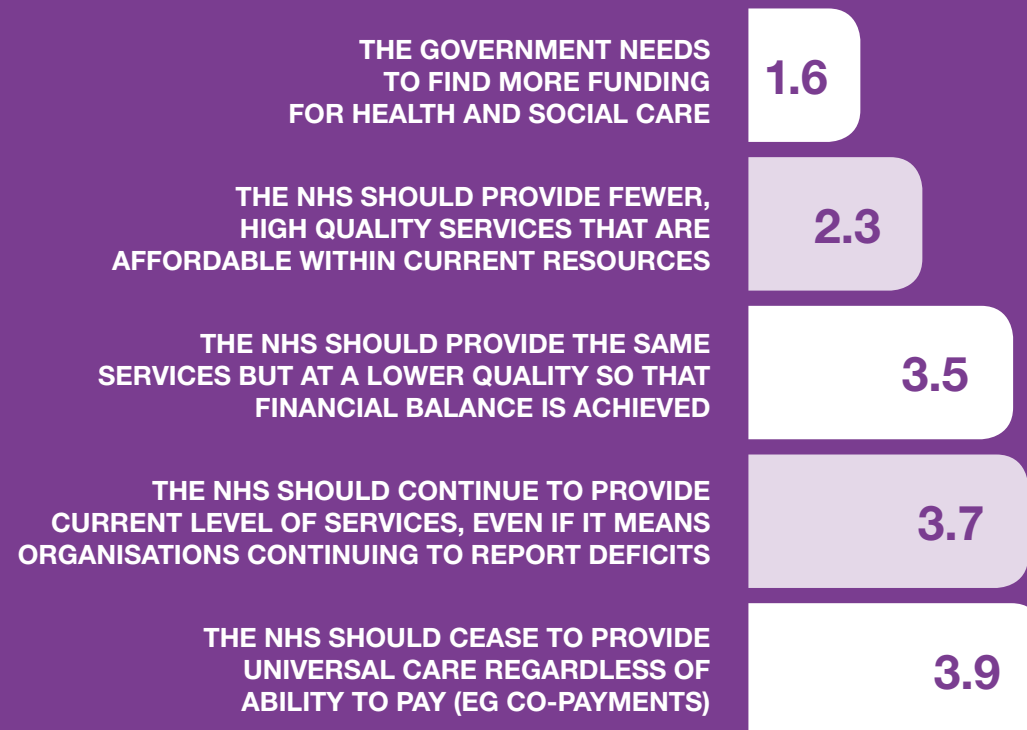 THE GOVERNMENT NEEDS
TO FIND MORE FUNDING
FOR HEALTH AND SOCIAL CARE
1.6
THE NHS SHOULD PROVIDE FEWER,
HIGH QUALITY SERVICES THAT ARE
AFFORDABLE WITHIN CURRENT RESOURCES
2.3
THE NHS SHOULD PROVIDE THE SAME
SERVICES BUT AT A LOWER QUALITY SO THAT
FINANCIAL BALANCE IS ACHIEVED
3.5
THE NHS SHOULD CONTINUE TO PROVIDE
CURRENT LEVEL OF SERVICES, EVEN IF IT MEANS
ORGANISATIONS CONTINUING TO REPORT DEFICITS
3.7
THE NHS SHOULD CEASE TO PROVIDE
UNIVERSAL CARE REGARDLESS OF
ABILITY TO PAY (EG CO-PAYMENTS)
3.9